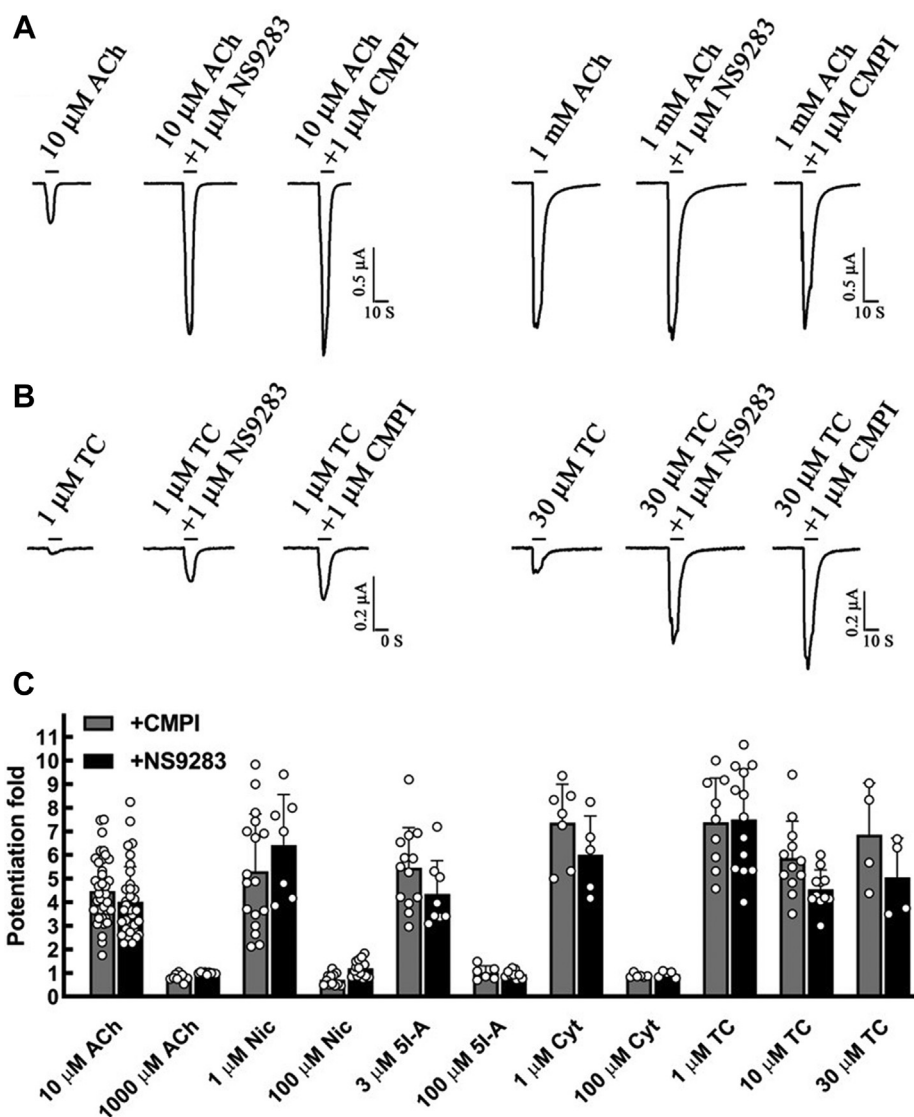 A
10 μM ACh
10 μM ACh
+1 μM NS9283
10 μM ACh
+1 μM CMPI
1 mM ACh
1 mM ACh
+1 μM NS9283
1 mM ACh
+1 μM CMPI
0.5 μA
10 S
0.5 μA
10 S
B
1 μM TC
1 μM TC
+1 μM NS9283
1 μM TC
+1 μM CMPI
30 μM TC
30 μM TC
+1 μM NS9283
30 μM TC
+1 μM CMPI
0.2 μA
0 S
0.2 μA
10 S
C
+CMPI
+NS9283
Potentiation fold
11
10
9
8
7
6
5
4
3
2
1
0
10 μM ACh
1000 μM ACh
1 μM Nic
100 μM Nic
3 μM 5I-A
100 μM 5I-A
1 μM Cyt
100 μM Cyt
1 μM TC
10 μM TC
30 μM TC